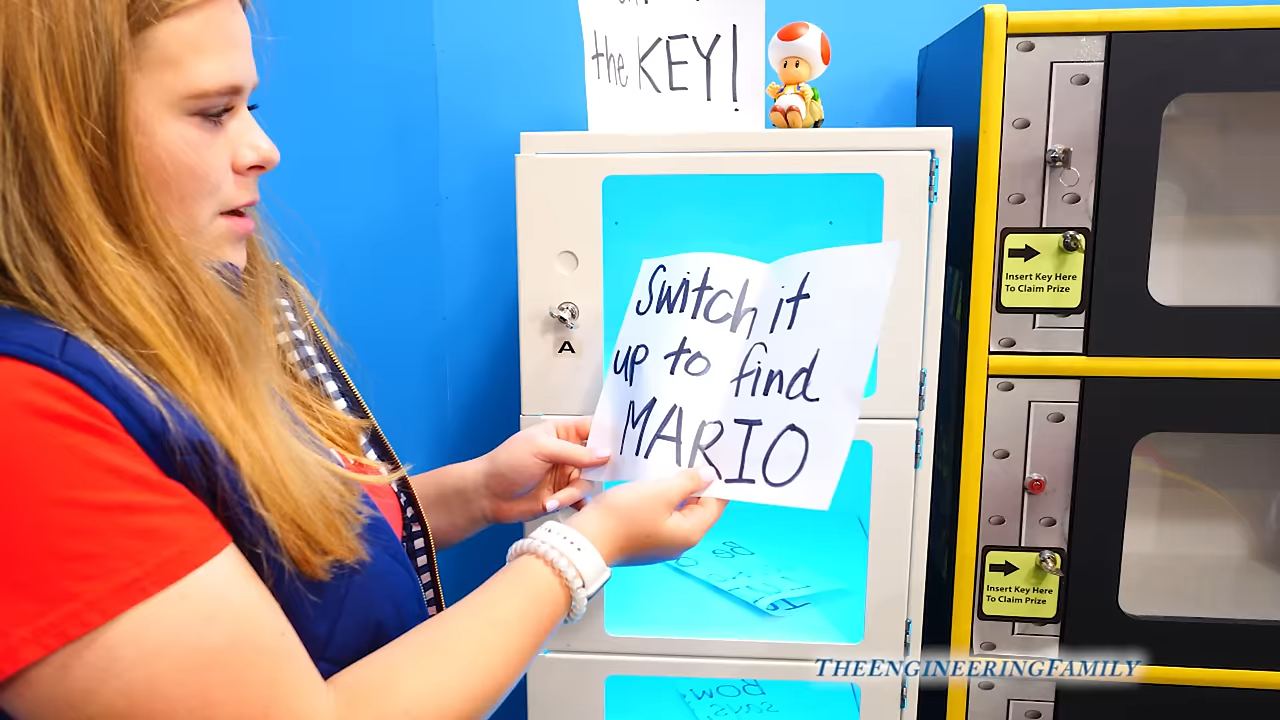 the KEY!
Switch it
up to find
MARIO
A
Insert Key Here
To Claim Prize
Insert Key Here
To Claim Prize
THEENGINEERINGFAMILY